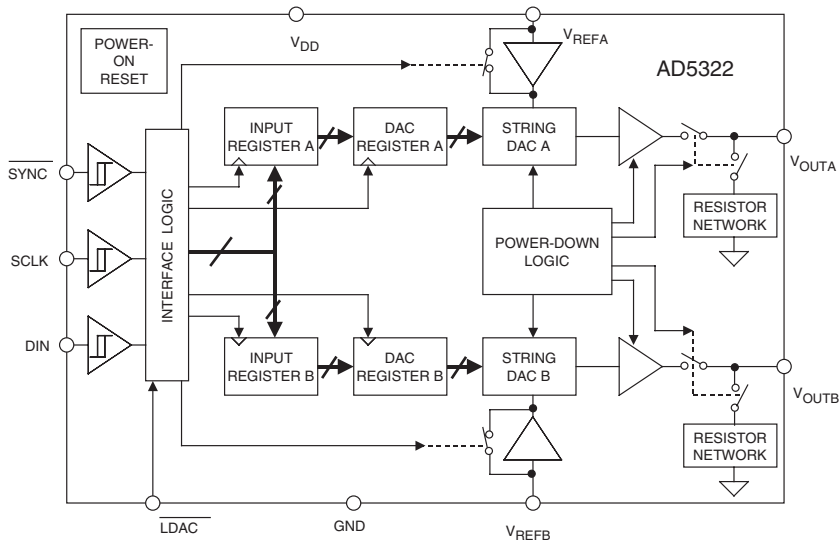 POWER-
ON
RESET
VDD
VREFA
AD5322
INPUT
REGISTER A
DAC
REGISTER A
STRING
DAC A
SYNC
VOUTA
INTERFACE LOGIC
RESISTOR
NETWORK
SCLK
POWER-DOWN
LOGIC
DIN
INPUT
REGISTER B
DAC
REGISTER B
STRING
DAC B
VOUTB
RESISTOR
NETWORK
LDAC
GND
VREFB